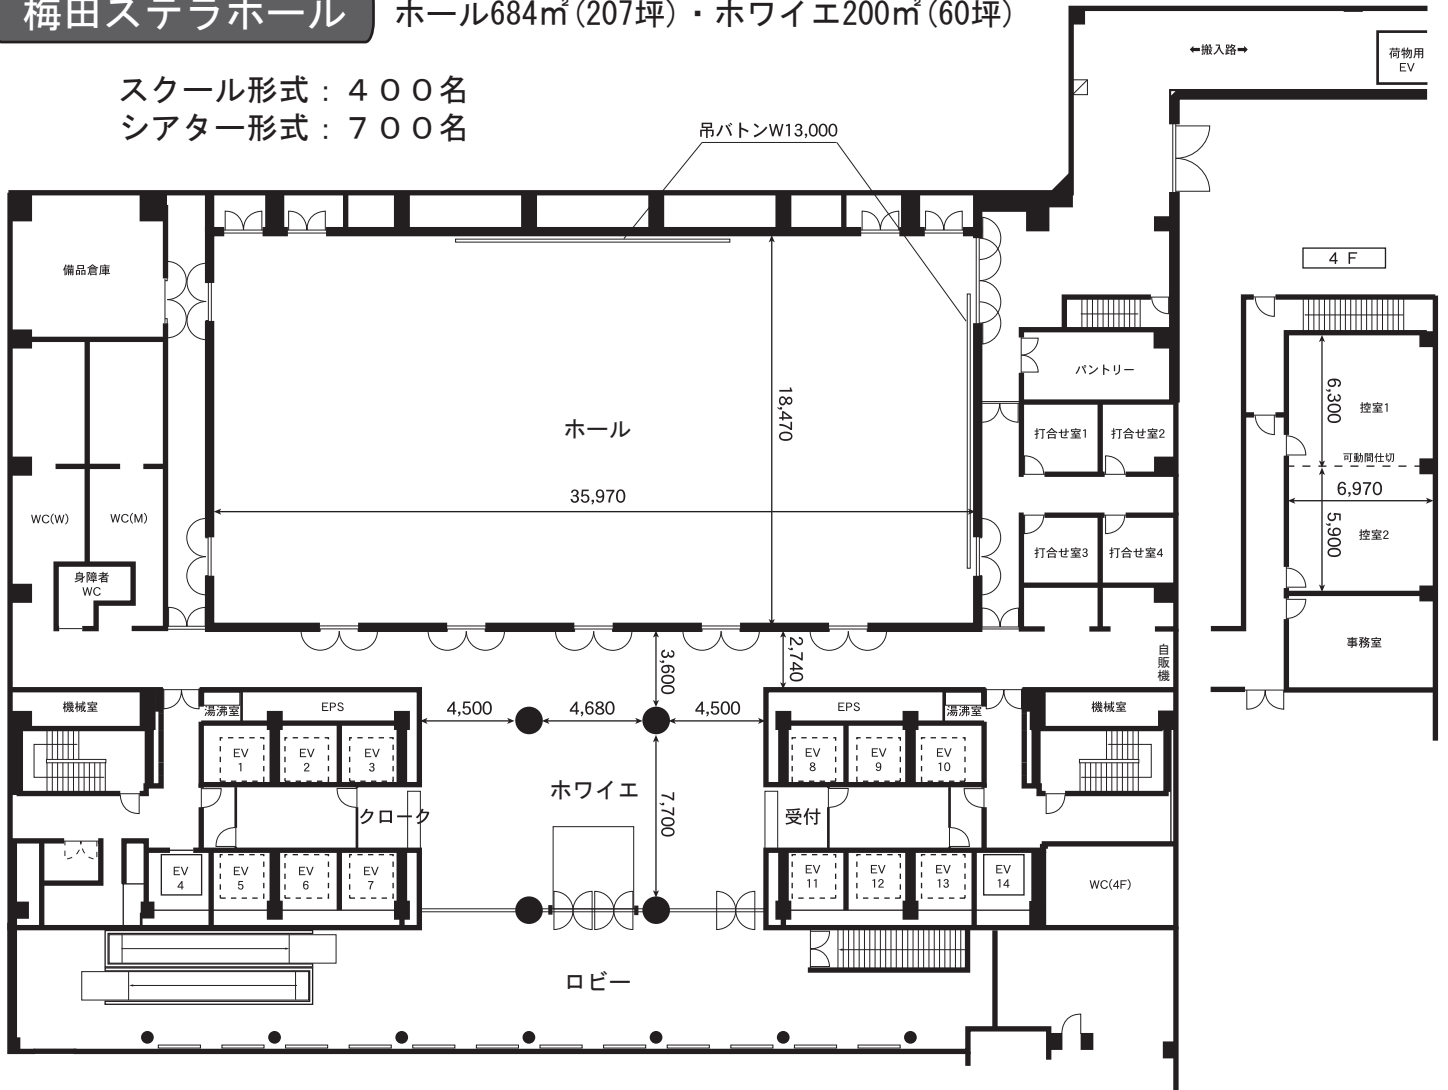 梅田ステラホール
ホール684㎡(207坪)・ホワイエ200㎡(60坪)
スクール形式：４００名
シアター形式：７００名
⬅搬入路➡
荷物用
EV
吊バトンW13,000
備品倉庫
4 F
パントリー
18,470
6,300
控室1
ホール
打合せ室1
打合せ室2
可動間仕切
35,970
6,970
WC(W)
WC(M)
5,900
控室2
打合せ室3
打合せ室4
身障者
WC
事務室
3,600
2,740
自販機
機械室
湯沸室
EPS
4,500
4,680
4,500
EPS
湯沸室
機械室
EV
1
EV
2
EV
3
EV
8
EV
9
EV
10
ホワイエ
クローク
7,700
受付
EV
4
EV
5
EV
6
EV
7
EV
11
EV
12
EV
13
EV
14
WC(4F)
ロビー